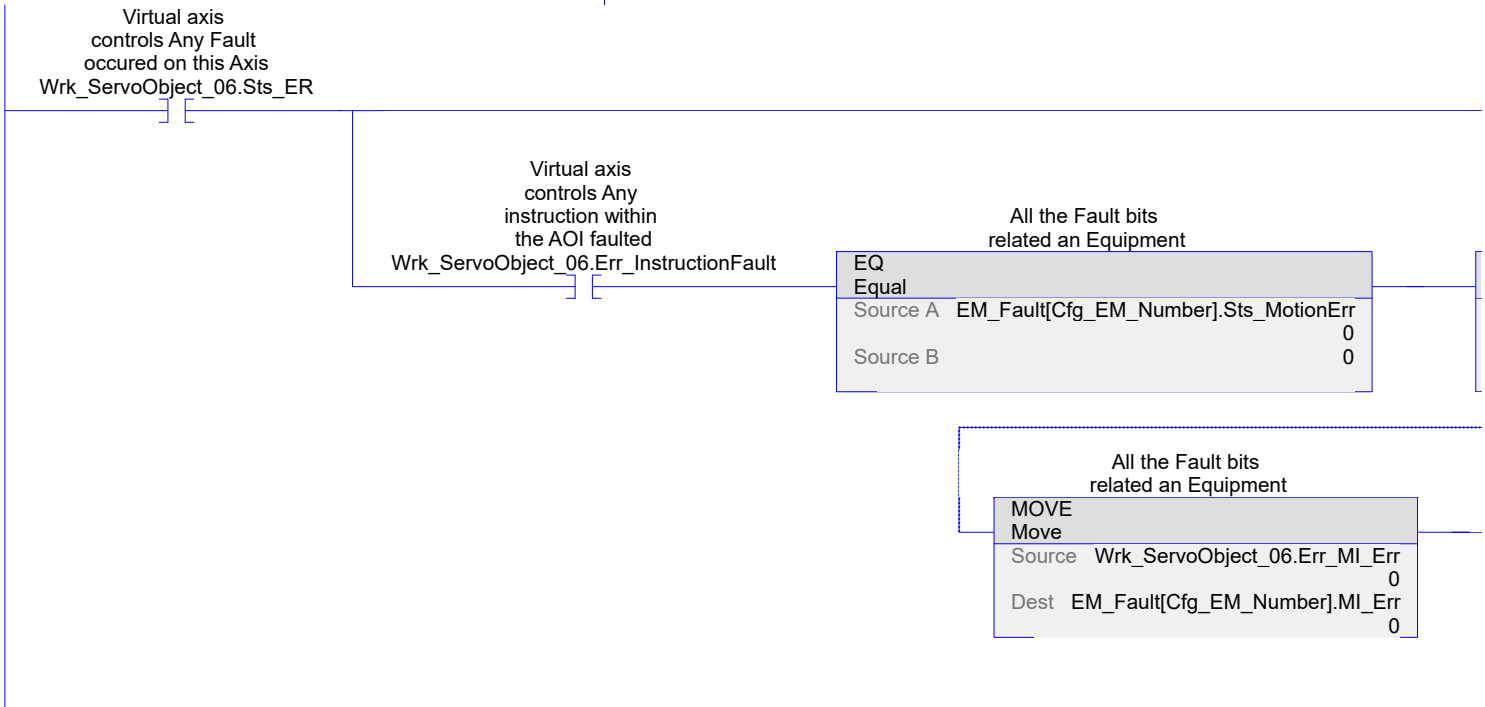 Virtual axis
controls Any Fault
occured on this Axis
Wrk_ServoObject_06.Sts_ER
Virtual axis
controls Any
instruction within
the AOI faulted
Wrk_ServoObject_06.Err_InstructionFault
All the Fault bits
related an Equipment
EQ
Equal
Source A EM_Fault[Cfg_EM_Number].Sts_MotionErr
0
Source B 0
All the Fault bits
related an Equipment
MOVE
Move
Source Wrk_ServoObject_06.Err_MI_Err
0
Dest EM_Fault[Cfg_EM_Number].MI_Err
0